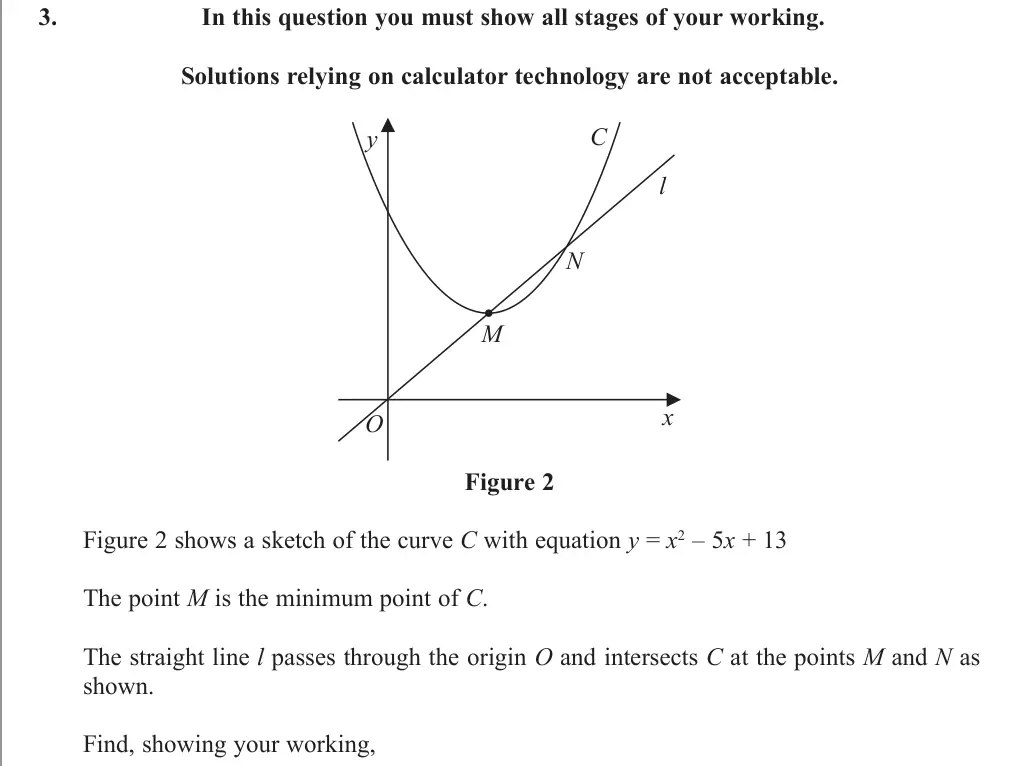 3. In this question you must show all stages of your working.
Solutions relying on calculator technology are not acceptable.
y
C
l
N
M
O
x
Figure 2
Figure 2 shows a sketch of the curve C with equation y = x² – 5x + 13
The point M is the minimum point of C.
The straight line l passes through the origin O and intersects C at the points M and N as
shown.
Find, showing your working,